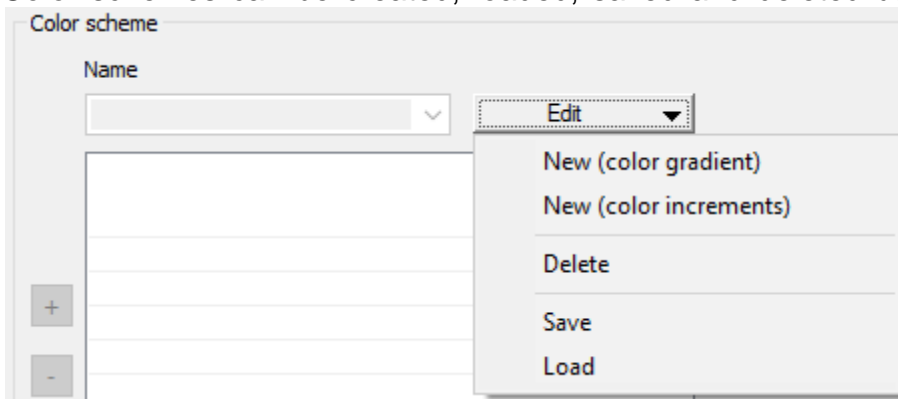 Color scheme
Name
Edit
New (color gradient)
New (color increments)
Delete
+
Save
-
Load